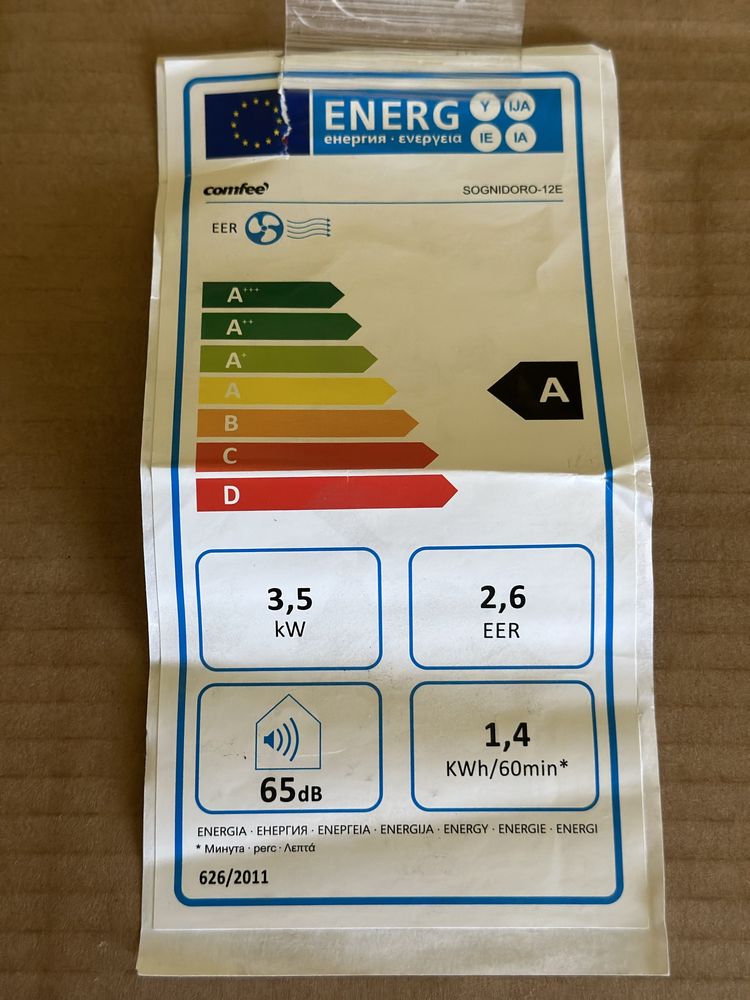 ENERG Y IJA
енергия · ενεργεια IE IA
comfee' SOGNIDORO-12E
EER
A+++
A++
A+
A
A
B
C
D
3,5
kW
2,6
EER
65dB
1,4
KWh/60min*
ENERGIA · ЕНЕРГИЯ · ΕΝΕΡΓΕΙΑ · ENERGIJA · ENERGY · ENERGIE · ENERGI
* Минута · perc · Λεπτά
626/2011